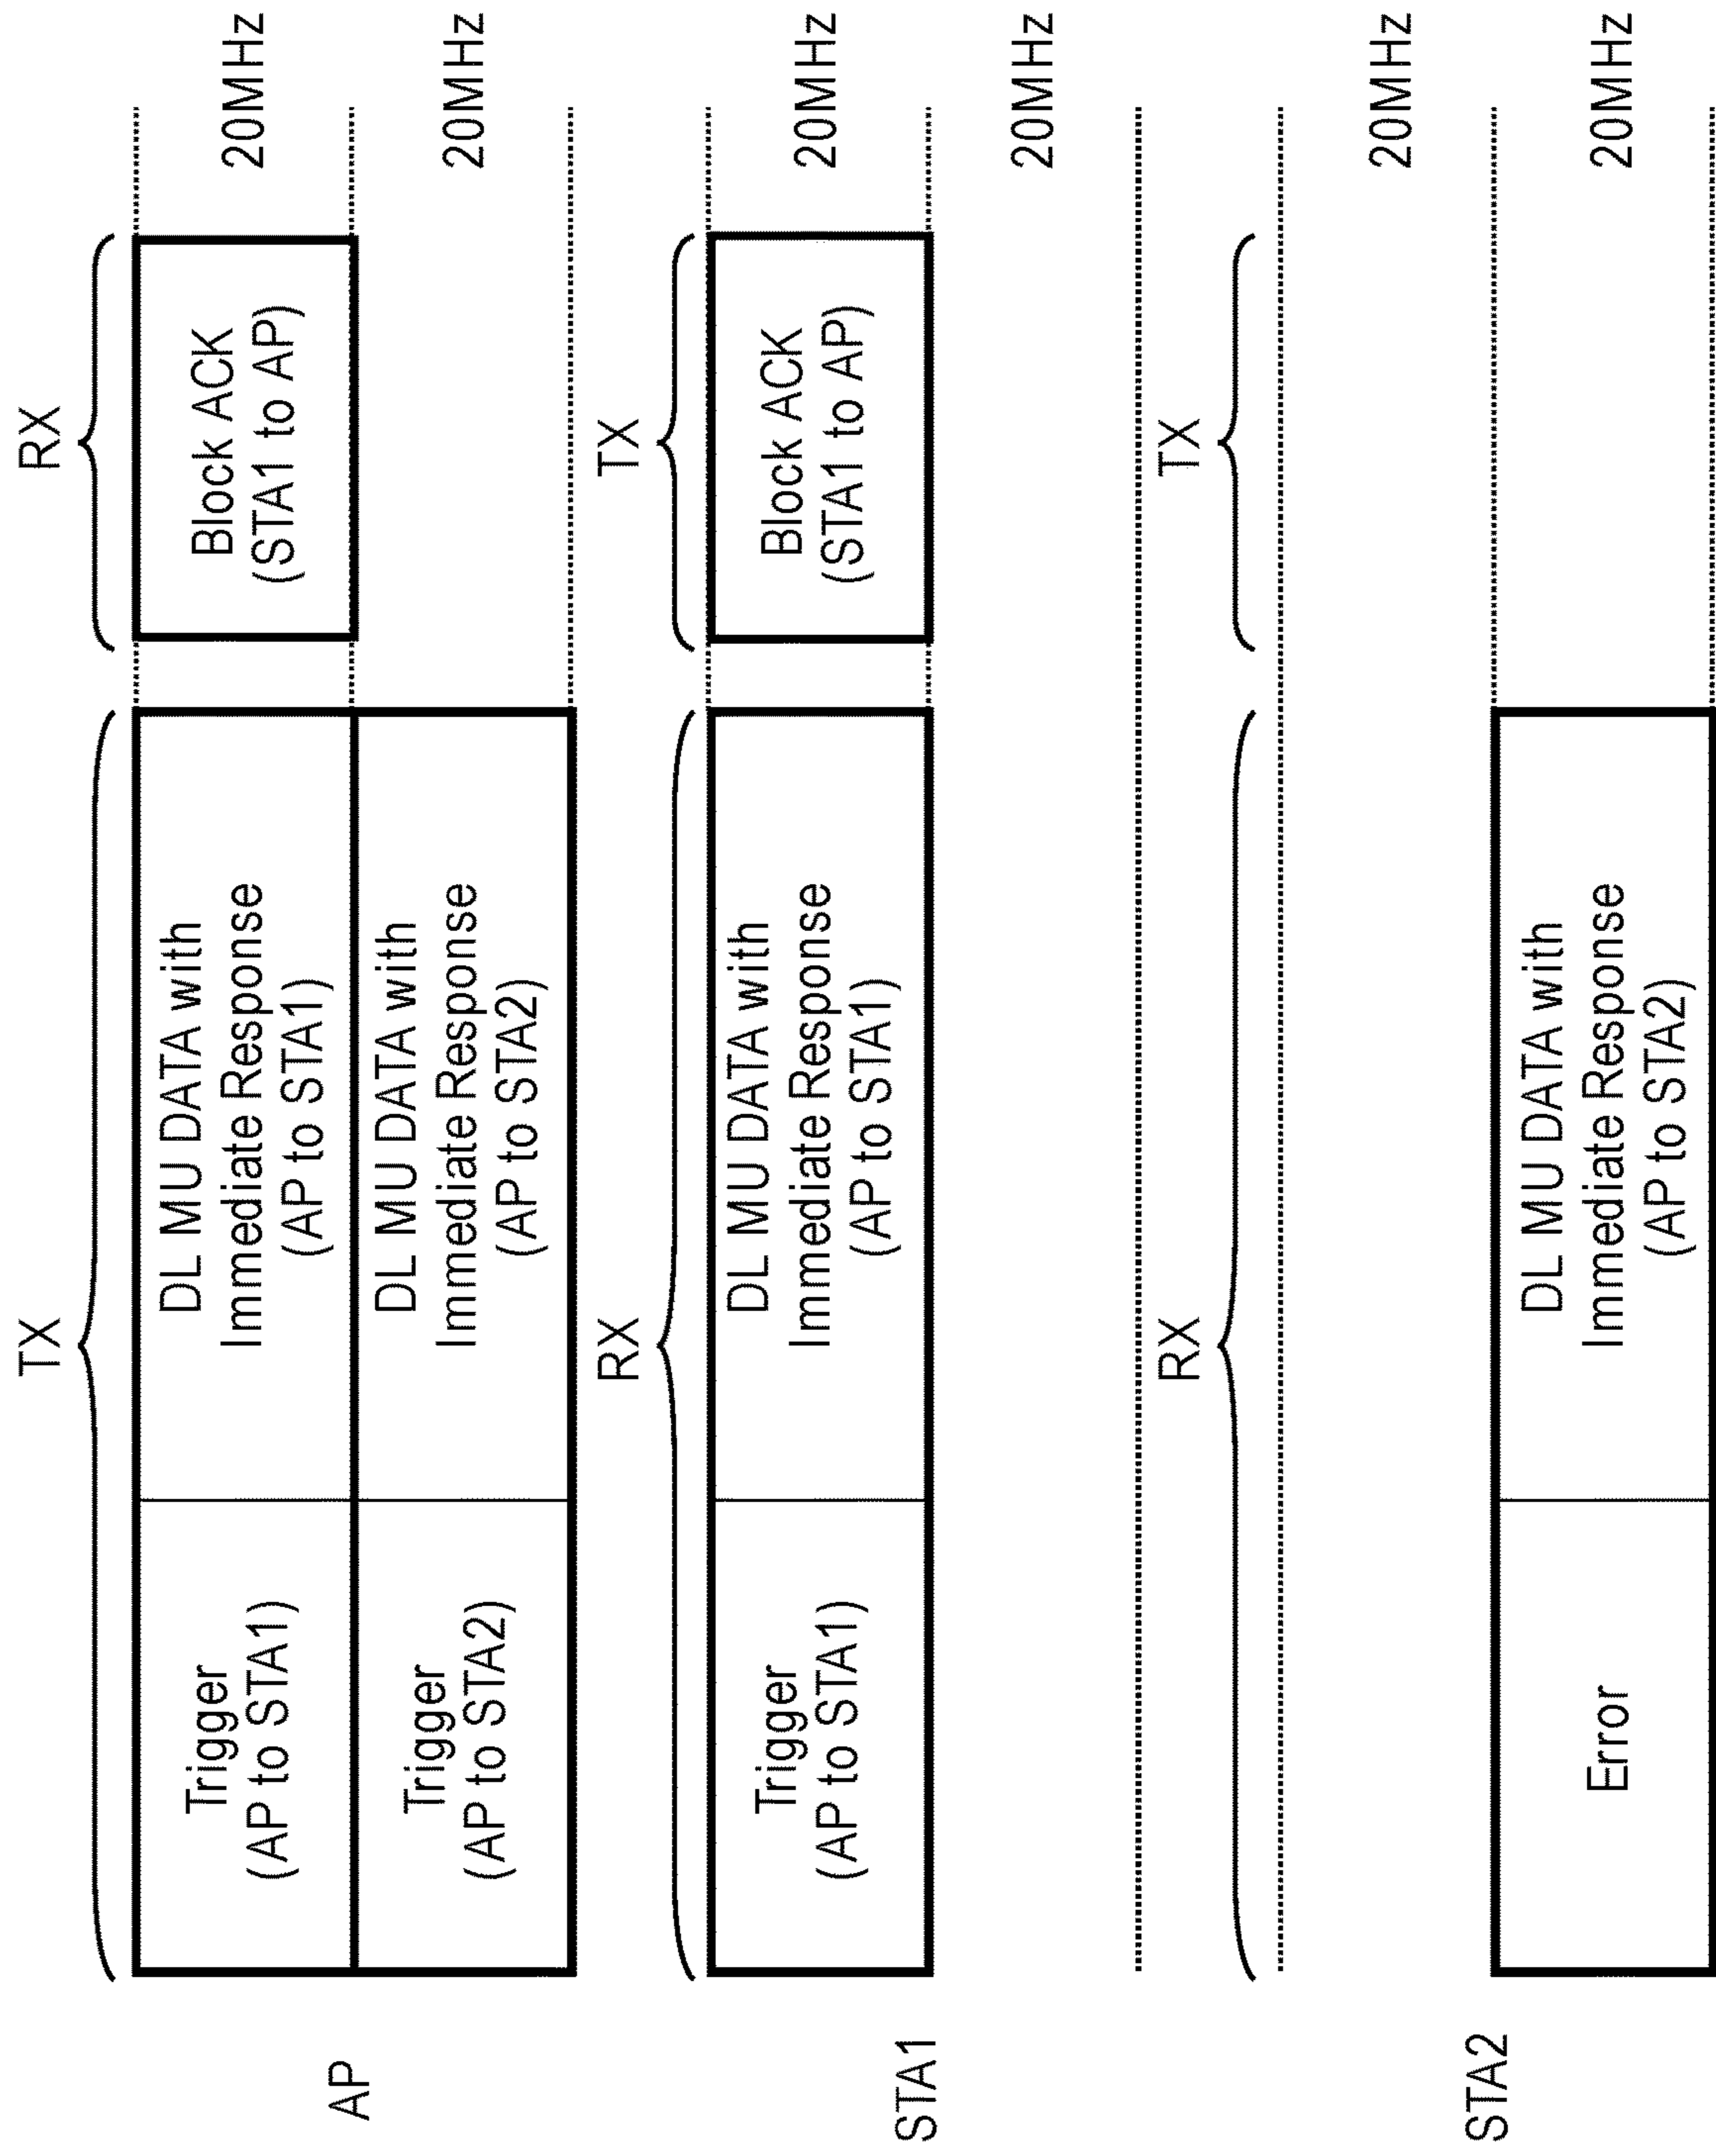 TX
RX
AP
Trigger
(AP to STA1)
DL MU DATA with
Immediate Response
(AP to STA1)
Block ACK
(STA1 to AP)
20MHz
Trigger
(AP to STA2)
DL MU DATA with
Immediate Response
(AP to STA2)
20MHz
RX
TX
STA1
Trigger
(AP to STA1)
DL MU DATA with
Immediate Response
(AP to STA1)
Block ACK
(STA1 to AP)
20MHz
20MHz
RX
TX
STA2
20MHz
Error
DL MU DATA with
Immediate Response
(AP to STA2)
20MHz